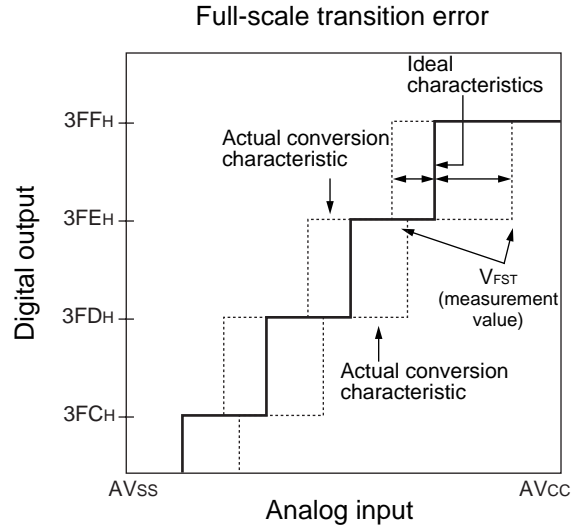 Full-scale transition error
Ideal
characteristics
3FFH
Actual conversion
characteristic
3FEH
VFST
(measurement
value)
3FDH
Actual conversion
characteristic
3FCH
Digital output
AVSS
AVCC
Analog input